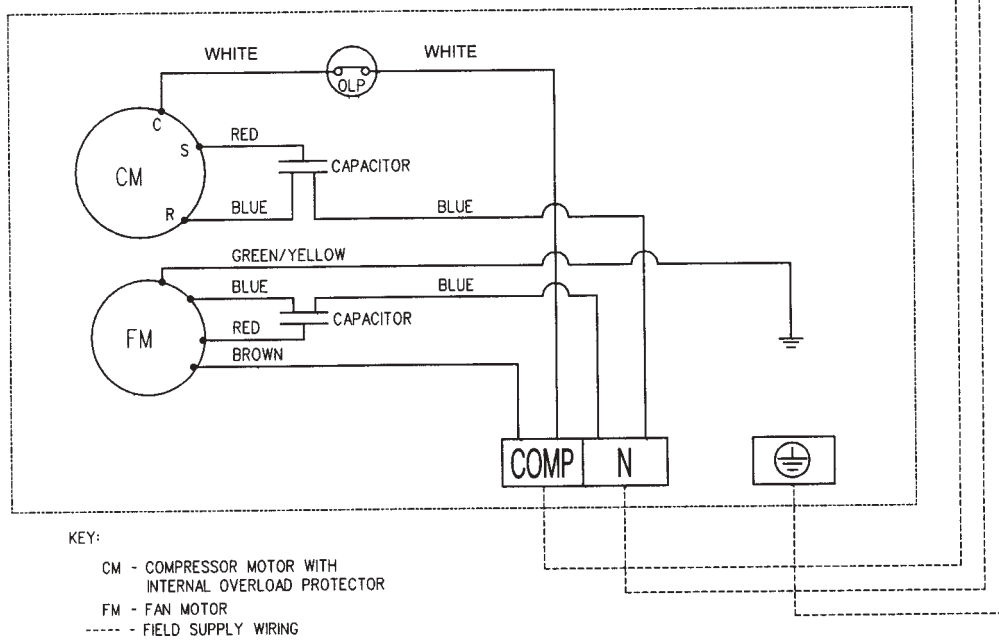 WHITE WHITE
OLP
C
RED
S
CM
CAPACITOR
R
BLUE BLUE
GREEN/YELLOW
BLUE BLUE
FM
RED
CAPACITOR
BROWN
COMP N
KEY:
CM - COMPRESSOR MOTOR WITH
INTERNAL OVERLOAD PROTECTOR
FM - FAN MOTOR
----- - FIELD SUPPLY WIRING